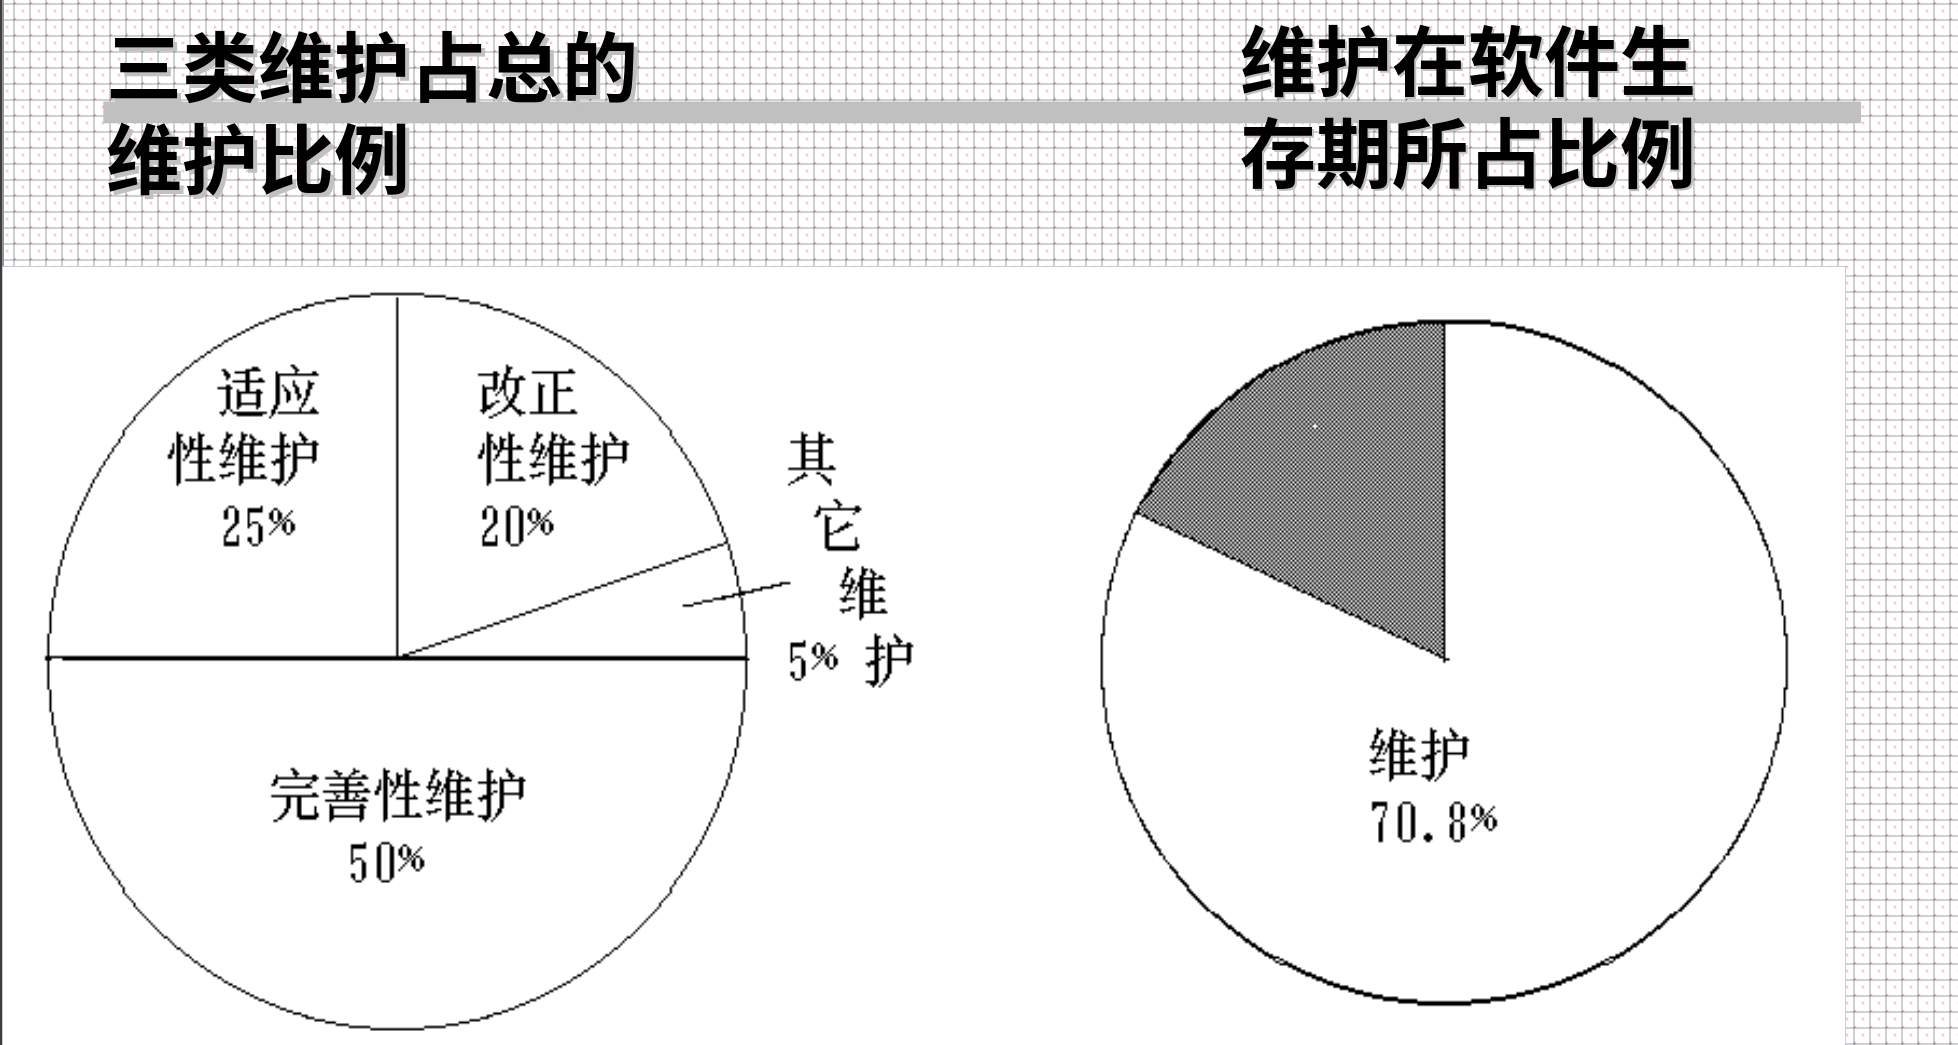 三类维护占总的
维护比例
维护在软件生
存期所占比例
适应
性维护
25%
改正
性维护
20%
其
它
维
护
5%
完善性维护
50%
维护
70.8%